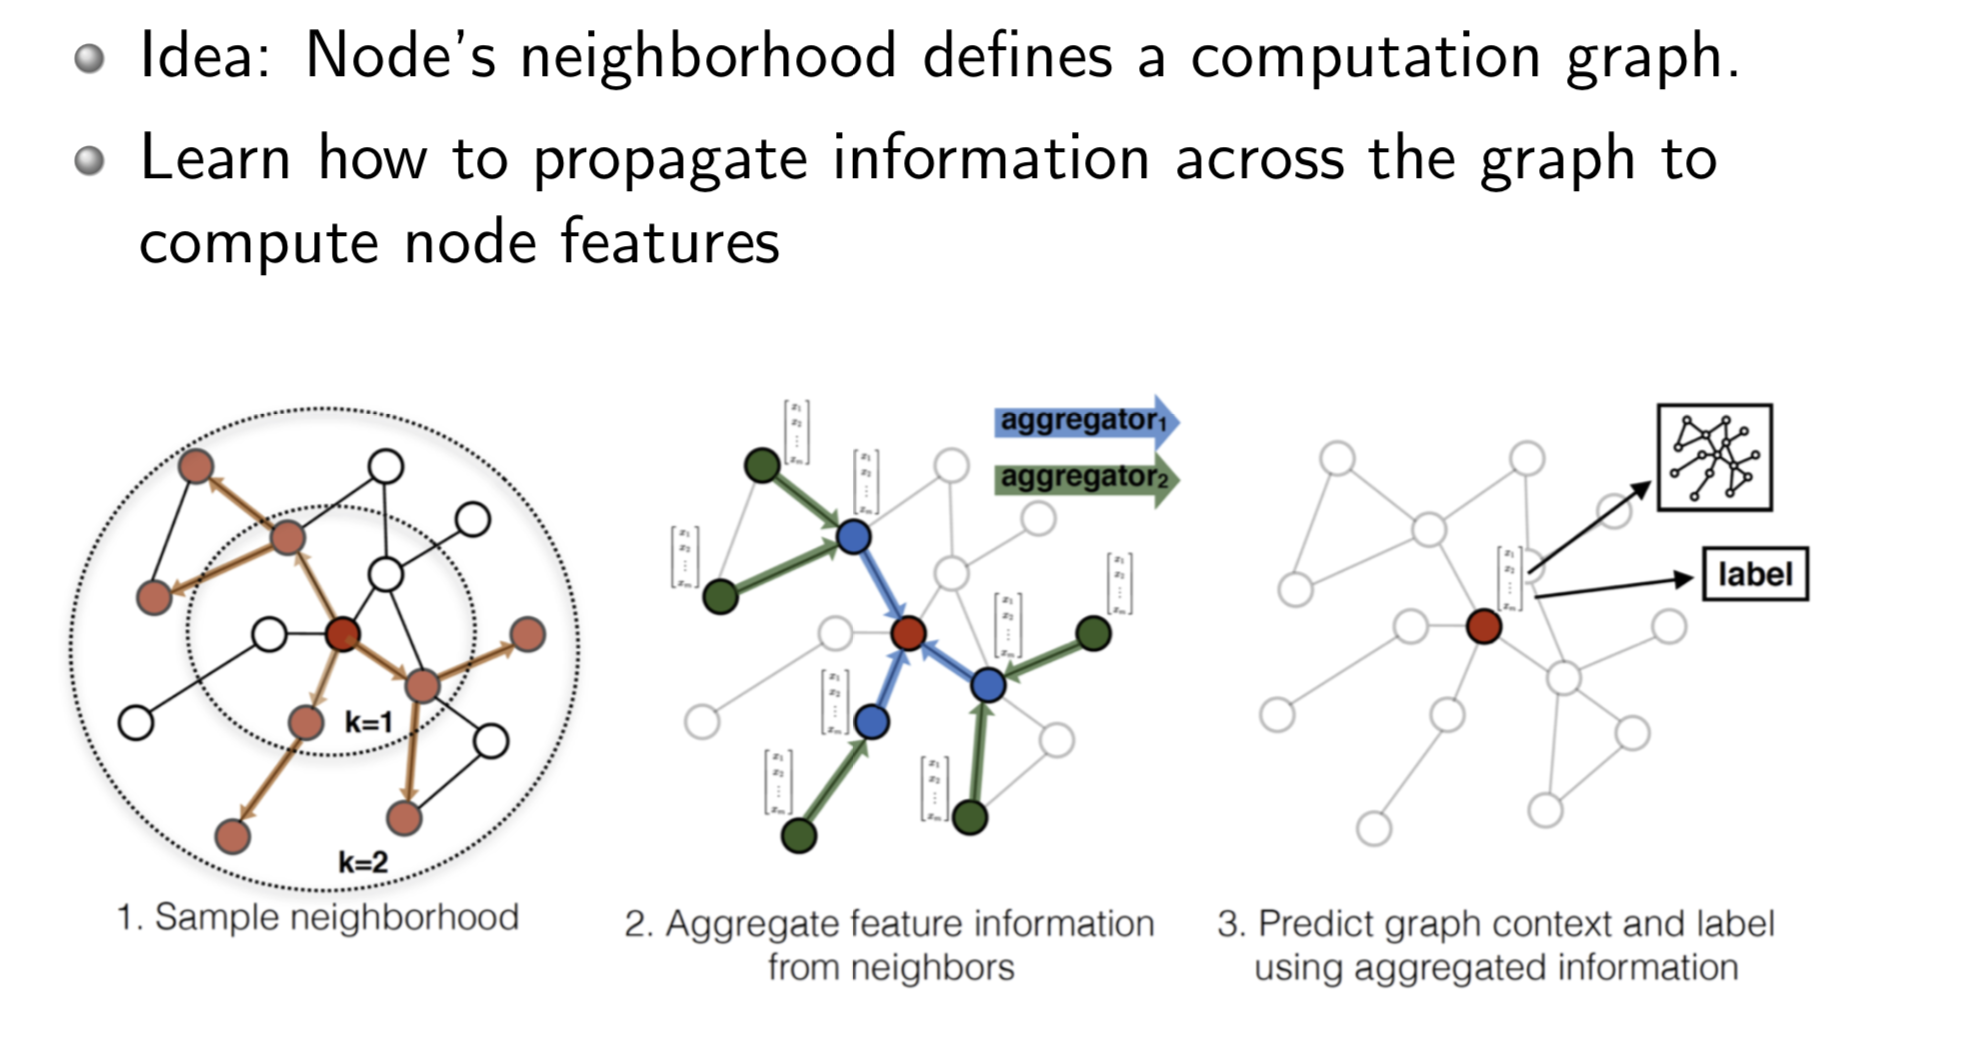 Idea: Node's neighborhood defines a computation graph.
Learn how to propagate information across the graph to
compute node features
k=1
k=2
1. Sample neighborhood
aggregator₁
aggregator₂
2. Aggregate feature information
from neighbors
label
3. Predict graph context and label
using aggregated information